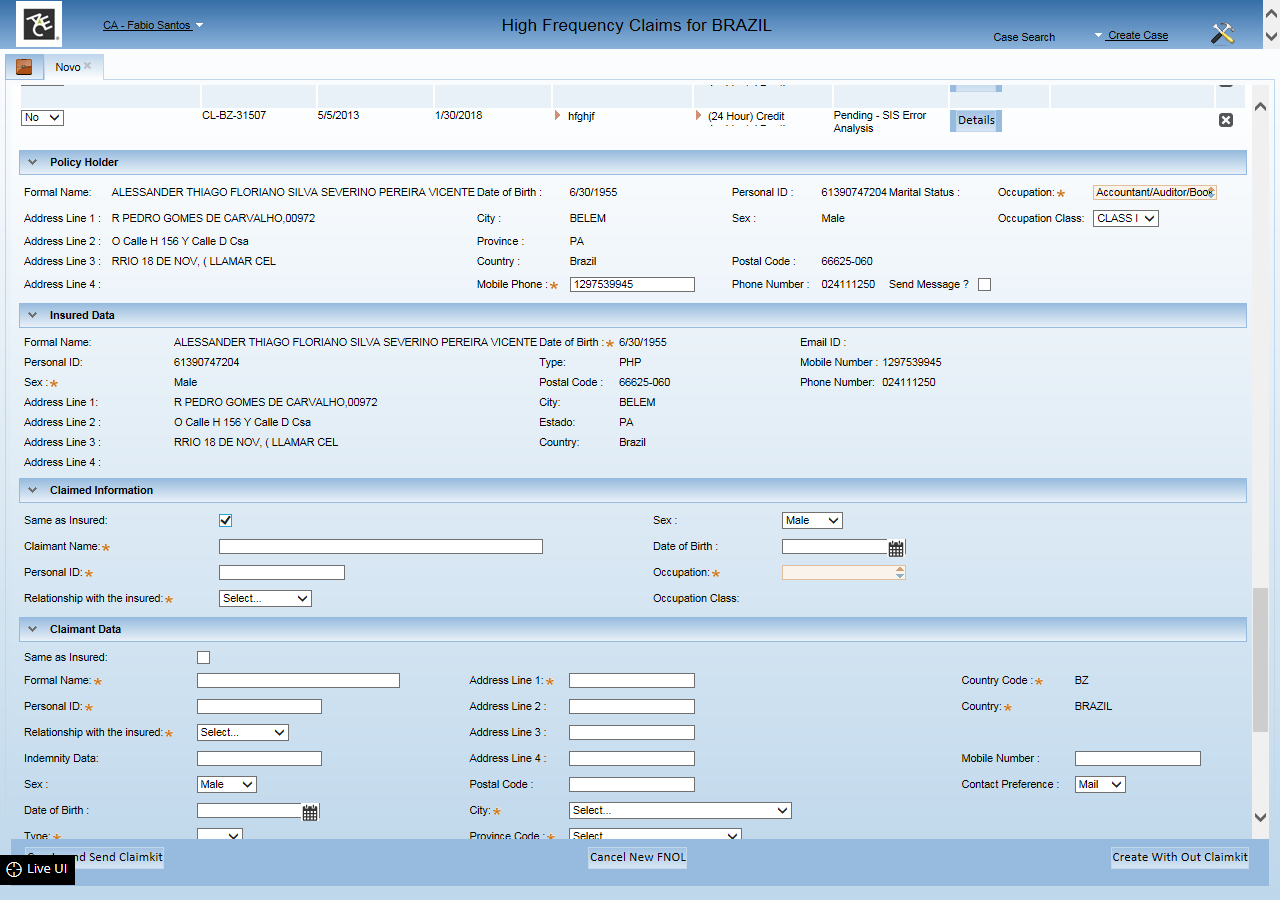 ACE CA - Fabio Santos High Frequency Claims for BRAZIL Case Search Create Case
Novo
No CL-BZ-31507 5/5/2013 1/30/2018 hfghjf (24 Hour) Credit Pending - SIS Error Analysis Details
Policy Holder
Formal Name: ALESSANDER THIAGO FLORIANO SILVA SEVERINO PEREIRA VICENTE Date of Birth : 6/30/1955 Personal ID : 61390747204 Marital Status : Occupation: * Accountant/Auditor/Book
Address Line 1 : R PEDRO GOMES DE CARVALHO,00972 City : BELEM Sex : Male Occupation Class: CLASS I
Address Line 2 : O Calle H 156 Y Calle D Csa Province : PA
Address Line 3 : RRIO 18 DE NOV, ( LLAMAR CEL Country : Brazil Postal Code : 66625-060
Address Line 4 : Mobile Phone : * 1297539945 Phone Number : 024111250 Send Message ?
Insured Data
Formal Name: ALESSANDER THIAGO FLORIANO SILVA SEVERINO PEREIRA VICENTE Date of Birth : * 6/30/1955 Email ID :
Personal ID: 61390747204 Type: PHP Mobile Number : 1297539945
Sex : * Male Postal Code : 66625-060 Phone Number: 024111250
Address Line 1: R PEDRO GOMES DE CARVALHO,00972 City: BELEM
Address Line 2 : O Calle H 156 Y Calle D Csa Estado: PA
Address Line 3 : RRIO 18 DE NOV, ( LLAMAR CEL Country: Brazil
Address Line 4 :
Claimed Information
Same as Insured: Sex : Male
Claimant Name: * Date of Birth :
Personal ID: * Occupation: *
Relationship with the insured: * Select... Occupation Class:
Claimant Data
Same as Insured:
Formal Name: * Address Line 1: * Country Code : * BZ
Personal ID: * Address Line 2 : Country: * BRAZIL
Relationship with the insured: * Select... Address Line 3 :
Indemnity Data: Address Line 4 : Mobile Number :
Sex : Male Postal Code : Contact Preference : Mail
Date of Birth : City: * Select...
Type: * Province Code : * Select
nd Send Claimkit Cancel New FNOL Create With Out Claimkit
Live UI